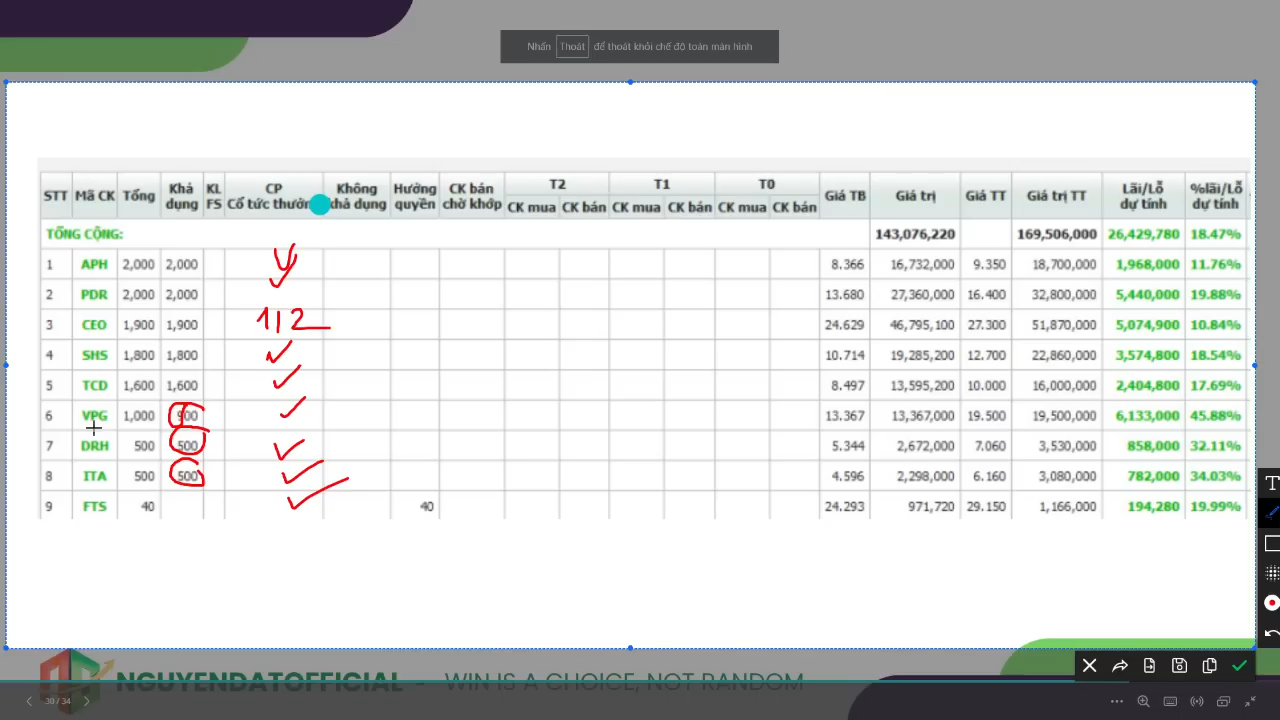 Nhấn Thoát để thoát khỏi chế độ toàn màn hình
STT Mã CK Tổng Khả dụng KL FS CP Cổ tức thưởng Không khả dụng Hưởng quyền CK bán chờ khớp T2 T1 T0 Giá TB Giá trị Giá TT Giá trị TT Lãi/Lỗ dự tính %lãi/Lỗ dự tính
CK mua CK bán CK mua CK bán CK mua CK bán
TỔNG CỘNG: 143,076,220 169,506,000 26,429,780 18.47%
1 APH 2,000 2,000 8.366 16,732,000 9.350 18,700,000 1,968,000 11.76%
2 PDR 2,000 2,000 13.680 27,360,000 16.400 32,800,000 5,440,000 19.88%
3 CEO 1,900 1,900 1,2 24.629 46,795,100 27.300 51,870,000 5,074,900 10.84%
4 SHS 1,800 1,800 10.714 19,285,200 12.700 22,860,000 3,574,800 18.54%
5 TCD 1,600 1,600 8.497 13,595,200 10.000 16,000,000 2,404,800 17.69%
6 VPG 1,000 900 13.367 13,367,000 19.500 19,500,000 6,133,000 45.88%
7 DRH 500 500 5.344 2,672,000 7.060 3,530,000 858,000 32.11%
8 ITA 500 500 4.596 2,298,000 6.160 3,080,000 782,000 34.03%
9 FTS 40 40 24.293 971,720 29.150 1,166,000 194,280 19.99%
NGUYENDATOFFICIAL - WIN IS A CHOICE, NOT RANDOM
30 / 34